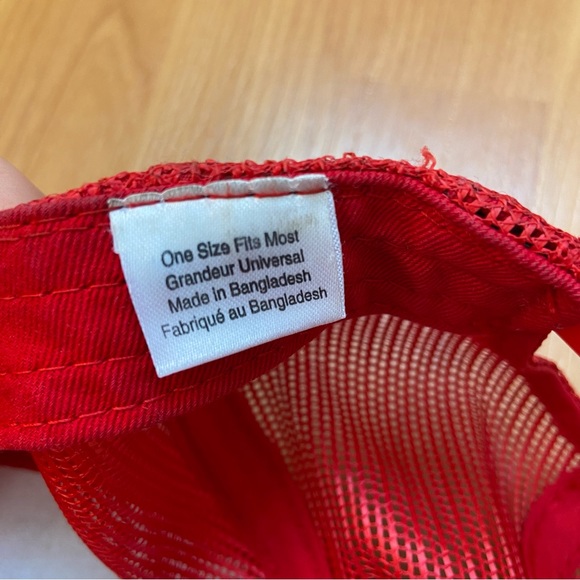 One Size Fits Most
Grandeur Universal
Made in Bangladesh
Fabriqué au Bangladesh